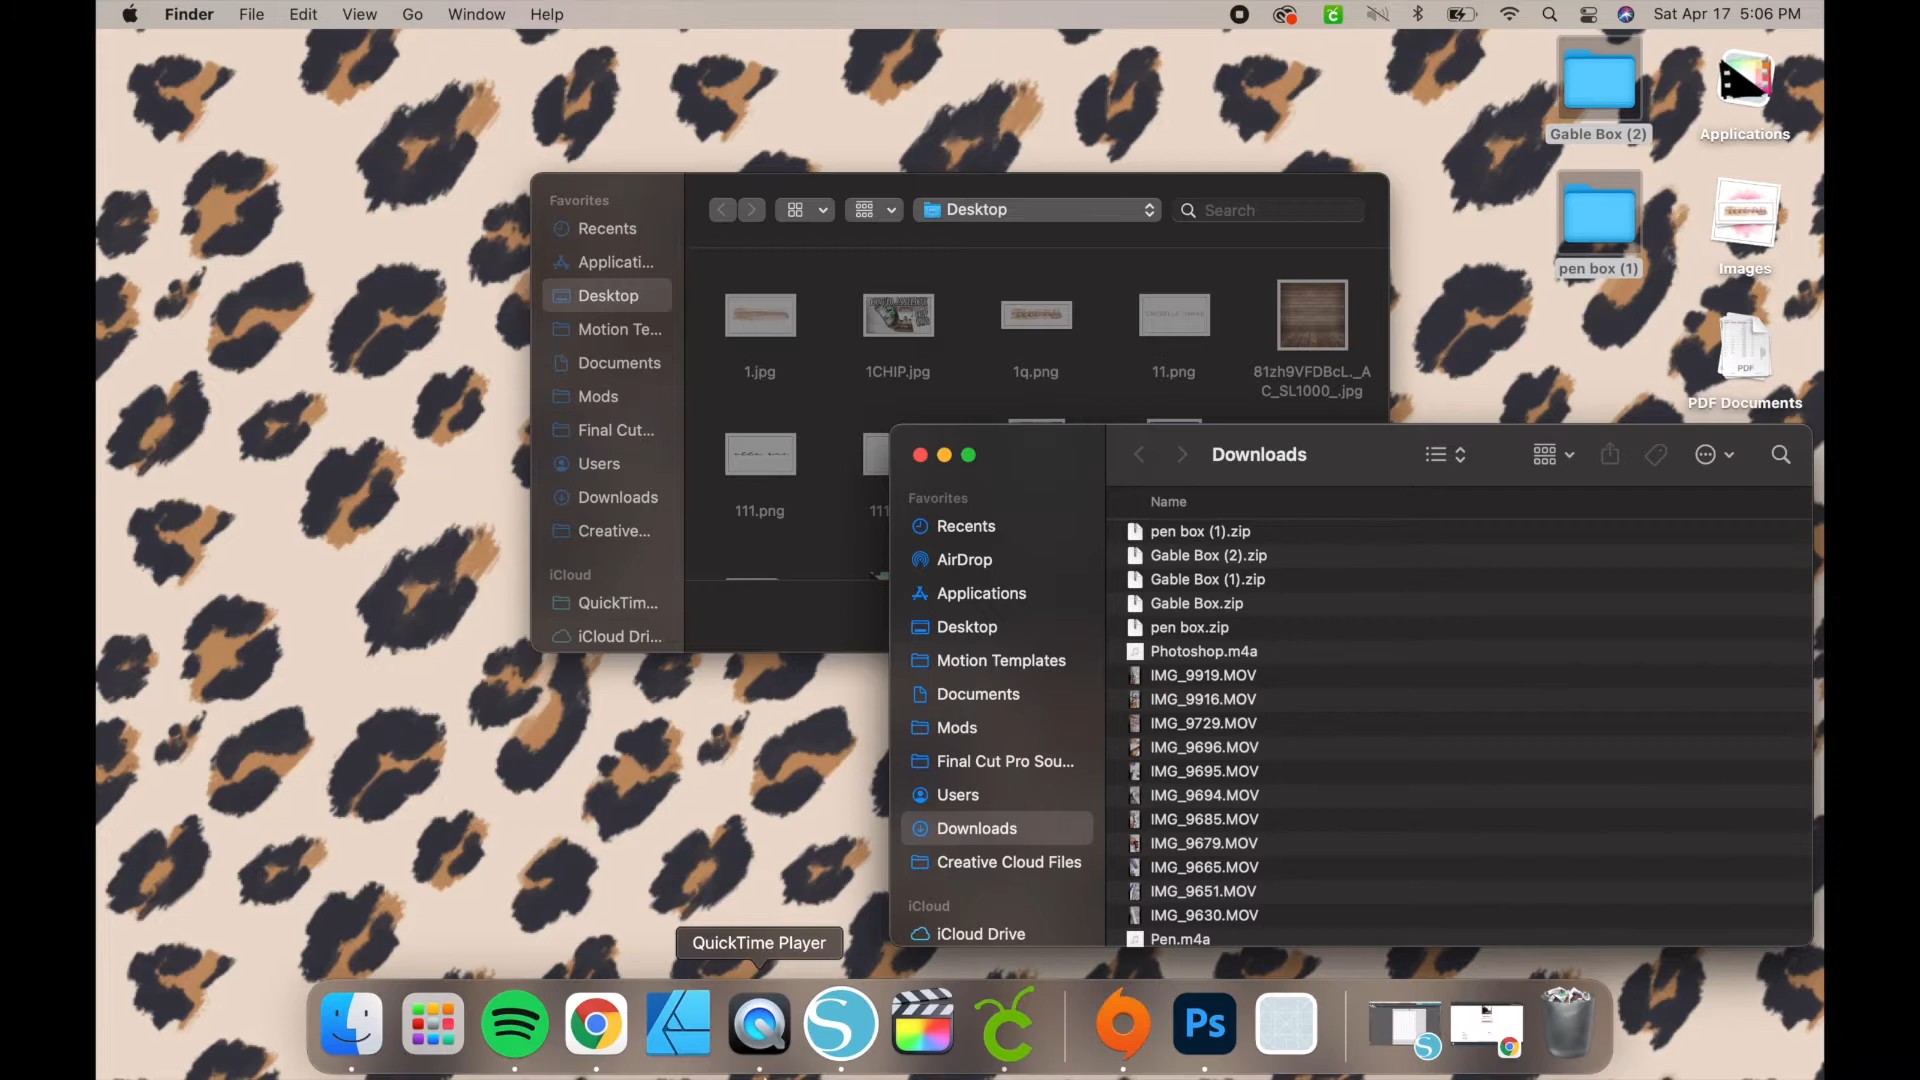 Finder File Edit View Go Window Help
Sat Apr 17 5:06 PM
Gable Box (2)
Applications
pen box (1)
Images
PDF
PDF Documents
Favorites
Recents
Applicati...
Desktop
Motion Te...
Documents
Mods
Final Cut...
Users
Downloads
Creative...
iCloud
QuickTim...
iCloud Dri...
Desktop
Search
1.jpg
1CHIP.jpg
1q.png
11.png
81zh9VFDBcL._A
C_SL1000_.jpg
111.png
111
Downloads
Favorites
Recents
AirDrop
Applications
Desktop
Motion Templates
Documents
Mods
Final Cut Pro Sou...
Users
Downloads
Creative Cloud Files
iCloud
iCloud Drive
Name
pen box (1).zip
Gable Box (2).zip
Gable Box (1).zip
Gable Box.zip
pen box.zip
Photoshop.m4a
IMG_9919.MOV
IMG_9916.MOV
IMG_9729.MOV
IMG_9696.MOV
IMG_9695.MOV
IMG_9694.MOV
IMG_9685.MOV
IMG_9679.MOV
IMG_9665.MOV
IMG_9651.MOV
IMG_9630.MOV
Pen.m4a
QuickTime Player
Ps